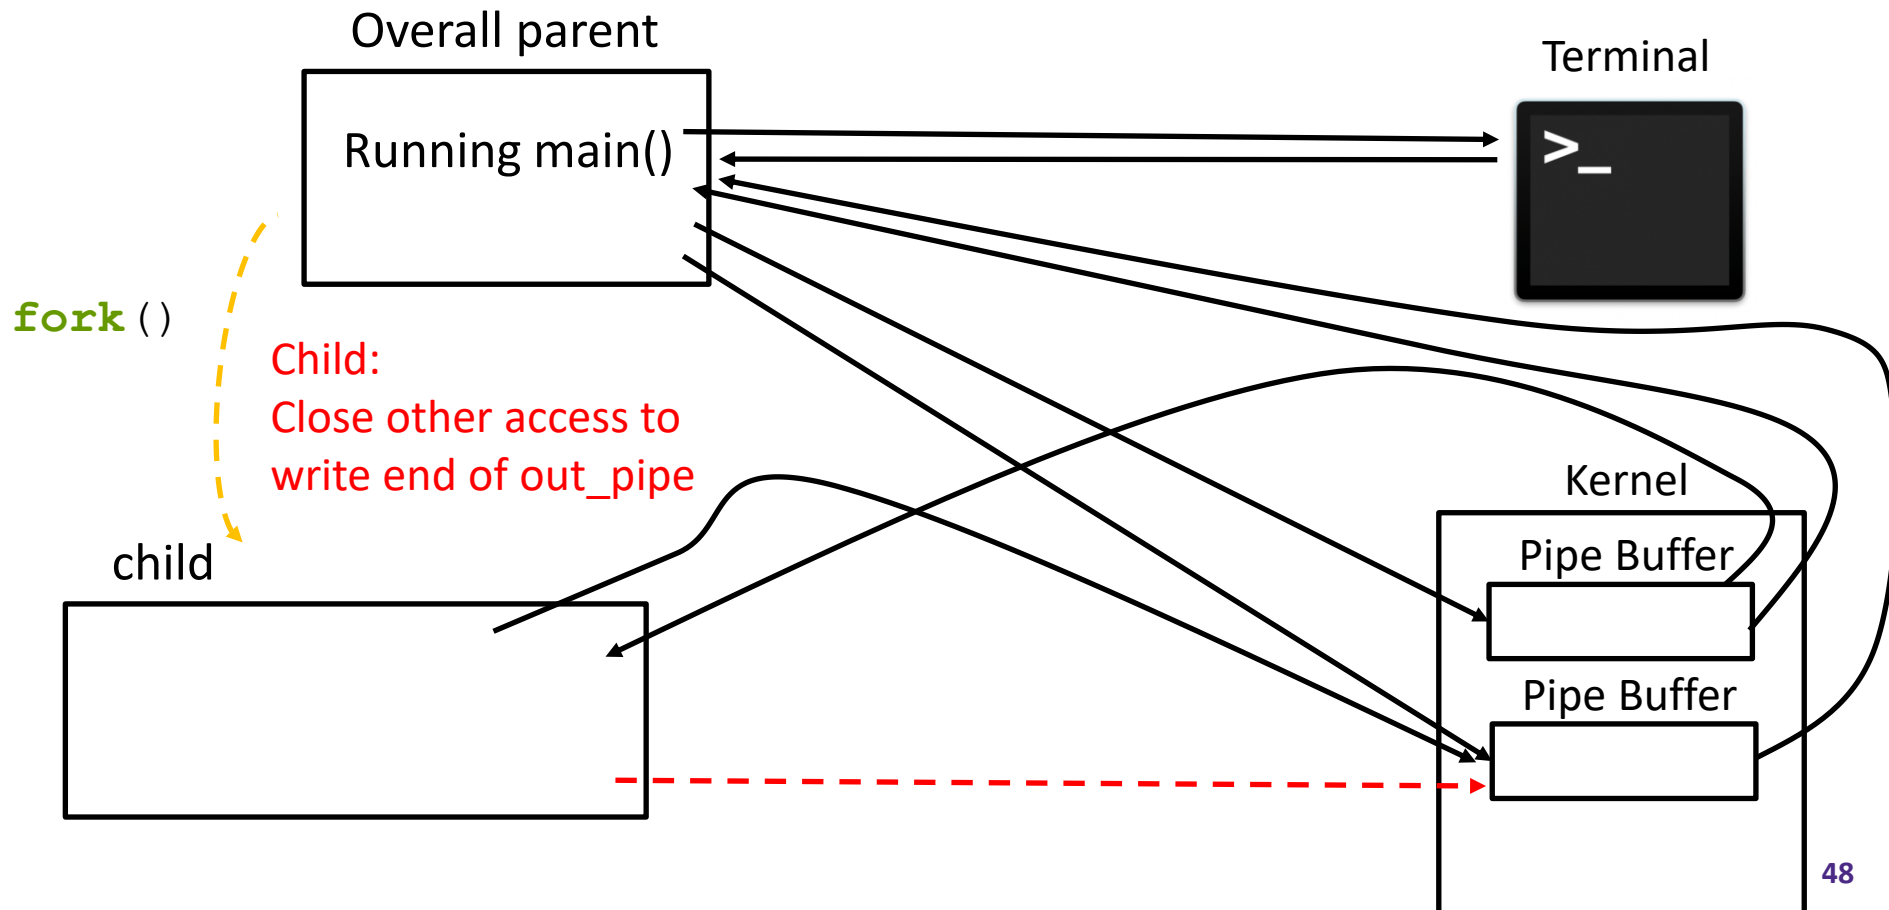 Overall parent
Terminal
Running main()
>_
fork()
Child:
Close other access to
write end of out_pipe
Kernel
child
Pipe Buffer
Pipe Buffer
48